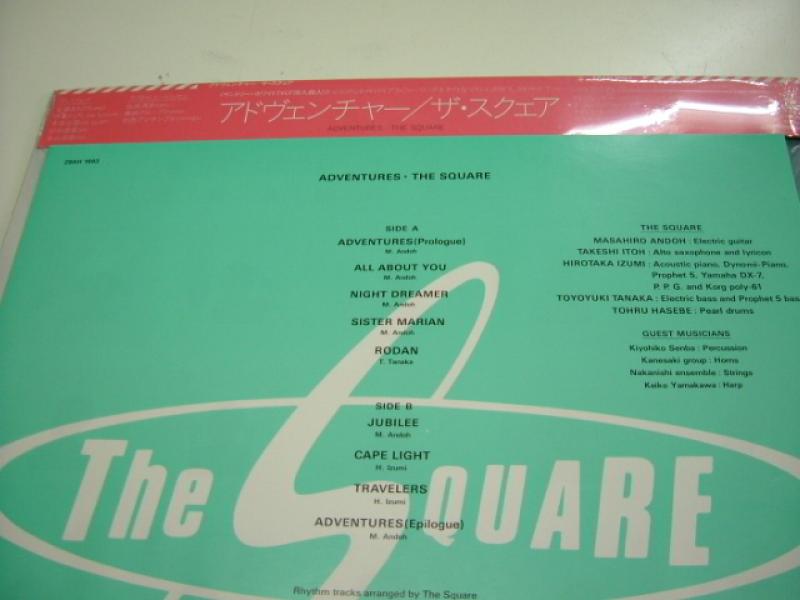 アドヴェンチャー/ザ・スクェア
ADVENTURES・THE SQUARE
ADVENTURES・THE SQUARE
SIDE A
ADVENTURES(Prologue)
M. Andoh
ALL ABOUT YOU
M. Andoh
NIGHT DREAMER
M. Andoh
SISTER MARIAN
M. Andoh
RODAN
T. Tanaka
SIDE B
JUBILEE
M. Andoh
CAPE LIGHT
H. Izumi
TRAVELERS
H. Izumi
ADVENTURES(Epilogue)
M. Andoh
Rhythm tracks arranged by The Square
THE SQUARE
MASAHIRO ANDOH : Electric guitar
TAKESHI ITOH : Alto saxophone and lyricon
HIROTAKA IZUMI : Acoustic piano, Dynomi-Piano,
Prophet 5, Yamaha DX-7,
P. P. G. and Korg poly-61
TOYOYUKI TANAKA : Electric bass and Prophet 5 bas
TOHRU HASEBE : Pearl drums
GUEST MUSICIANS
Kiyohiko Senba : Percussion
Kanesaki group : Horns
Nakanishi ensemble : Strings
Keiko Yamakawa : Harp
The SQUARE